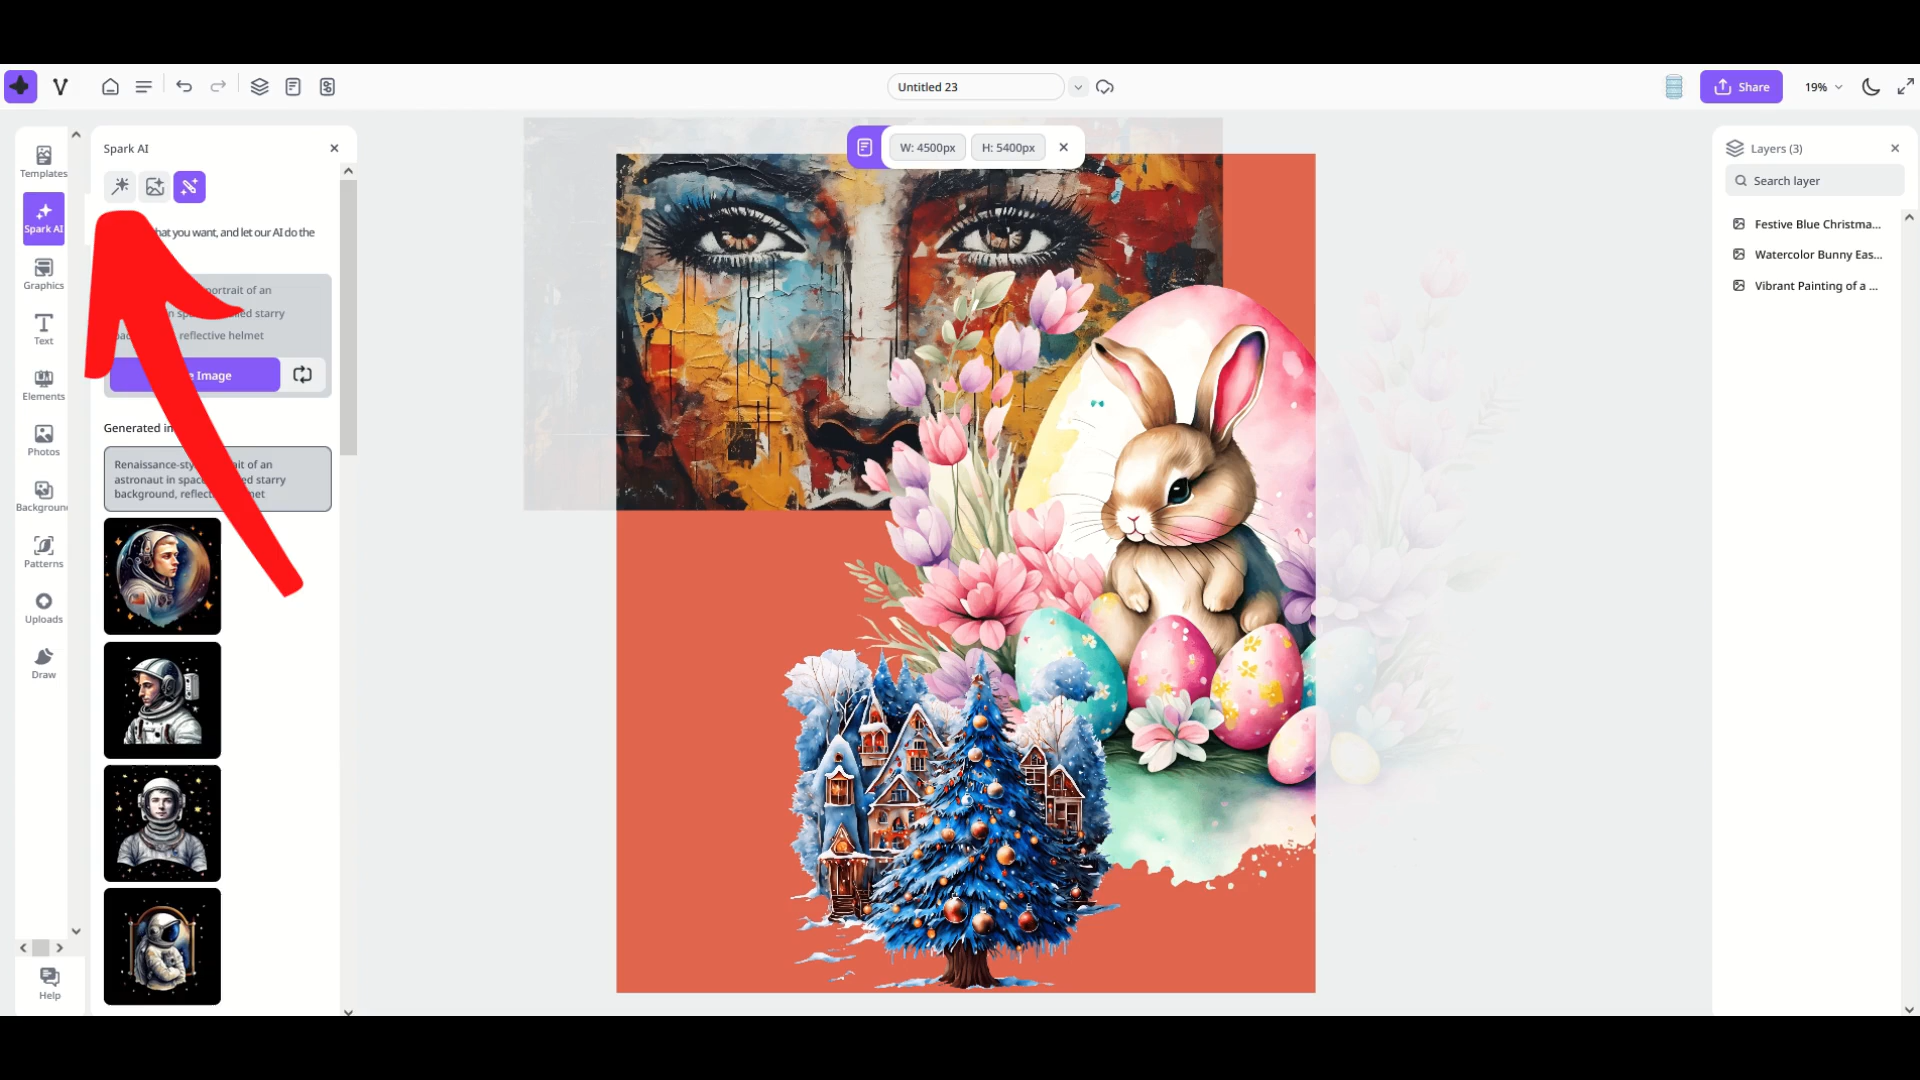 Untitled 23
Share
19%
Templates
Spark AI
Graphics
Text
Elements
Photos
Backgroun
Patterns
Uploads
Draw
Help
Spark AI
hat you want, and let our AI do the
portrait of an
starry
reflective helmet
Image
Generated
Renaissance-sty it of an
astronaut in space ed starry
background, reflect et
W: 4500px
H: 5400px
Layers (3)
Search layer
Festive Blue Christma...
Watercolor Bunny Eas...
Vibrant Painting of a ...